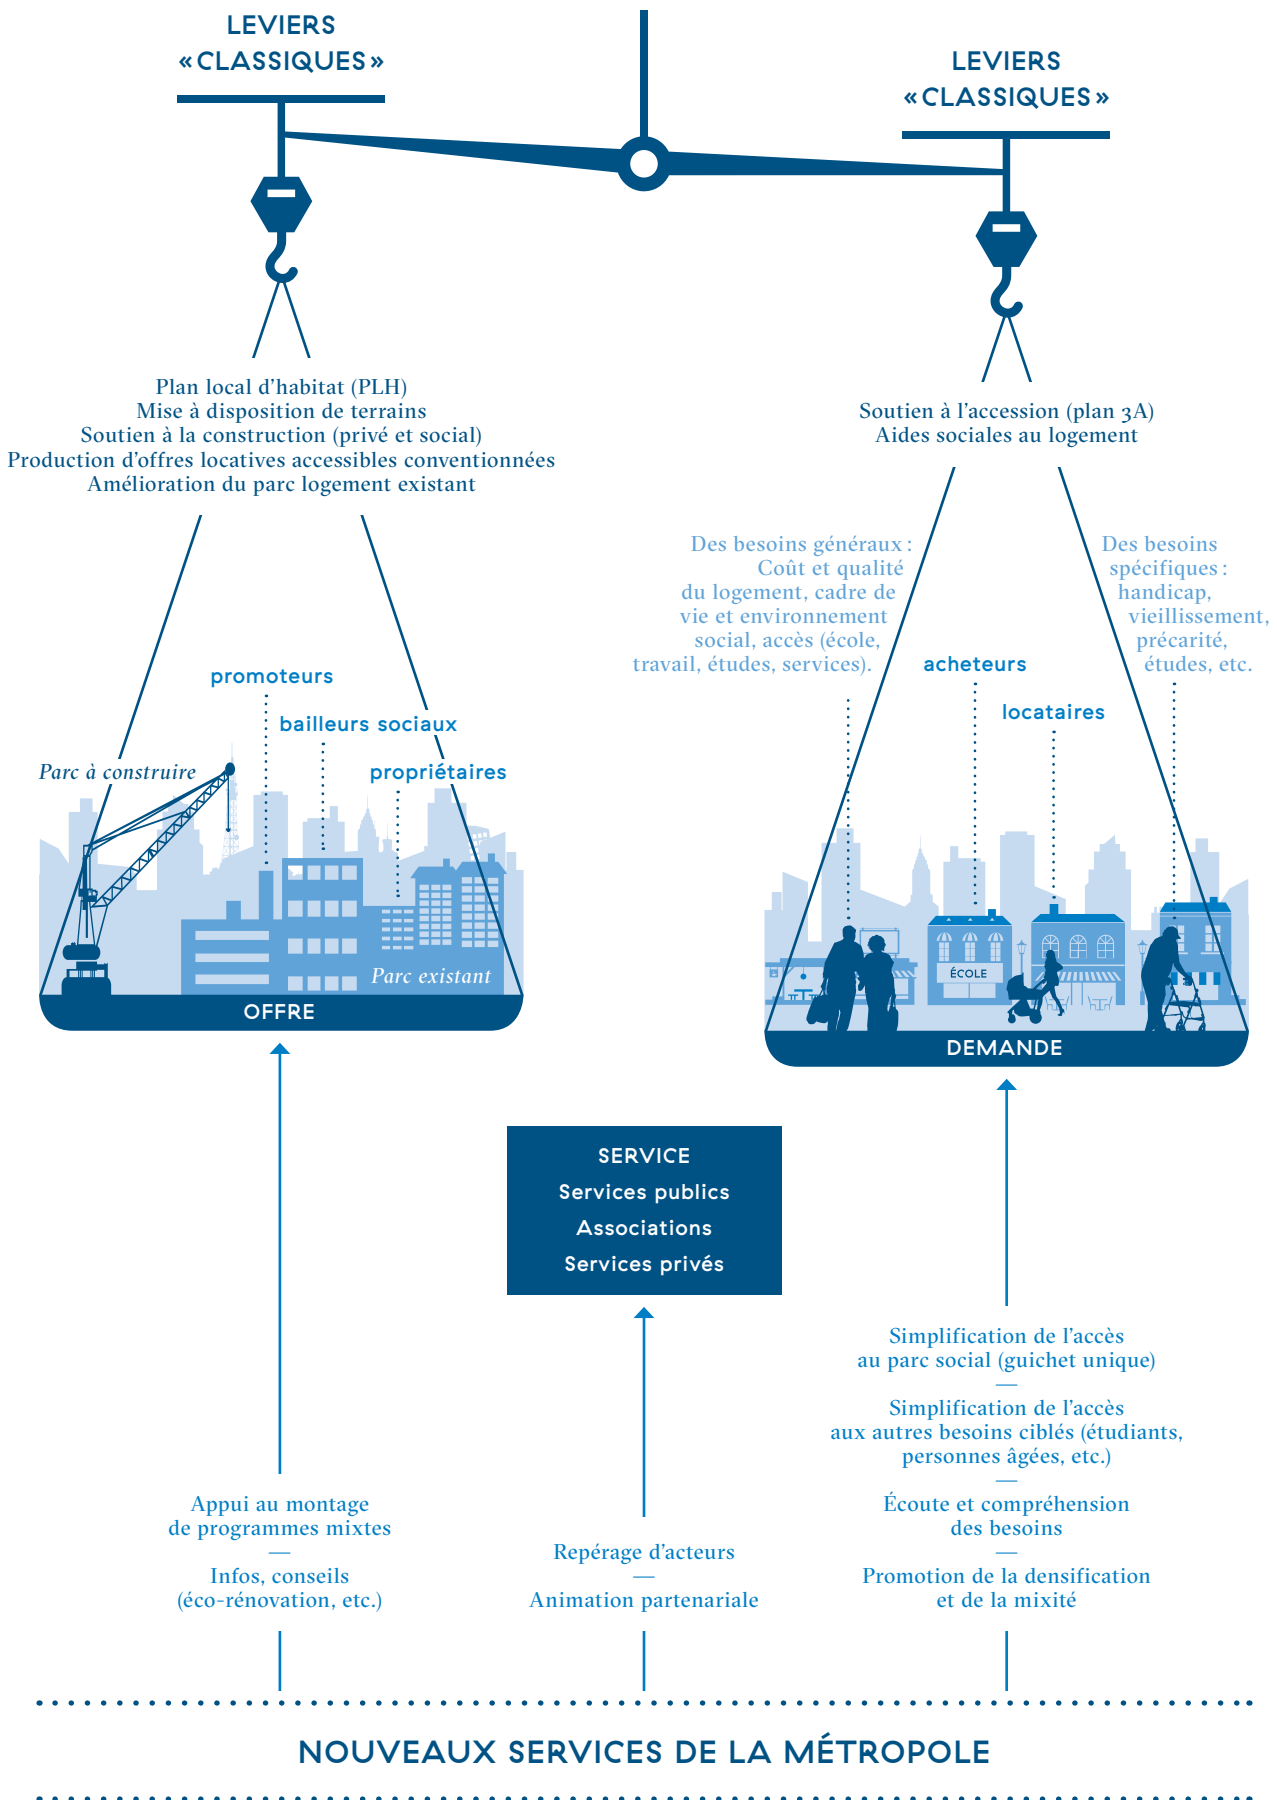 LEVIERS
« CLASSIQUES »
Plan local d’habitat (PLH)
Mise à disposition de terrains
Soutien à la construction (privé et social)
Production d’offres locatives accessibles conventionnées
Amélioration du parc logement existant
promoteurs
bailleurs sociaux
propriétaires
Parc à construire
Parc existant
OFFRE
LEVIERS
« CLASSIQUES »
Soutien à l’accession (plan 3A)
Aides sociales au logement
Des besoins généraux :
Coût et qualité
du logement, cadre de
vie et environnement
social, accès (école,
travail, études, services).
acheteurs
locataires
Des besoins
spécifiques :
handicap,
vieillissement,
précarité,
études, etc.
ÉCOLE
DEMANDE
SERVICE
Services publics
Associations
Services privés
Appui au montage
de programmes mixtes
—
Infos, conseils
(éco-rénovation, etc.)
Repérage d’acteurs
—
Animation partenariale
Simplification de l’accès
au parc social (guichet unique)
—
Simplification de l’accès
aux autres besoins ciblés (étudiants,
personnes âgées, etc.)
—
Écoute et compréhension
des besoins
—
Promotion de la densification
et de la mixité
NOUVEAUX SERVICES DE LA MÉTROPOLE